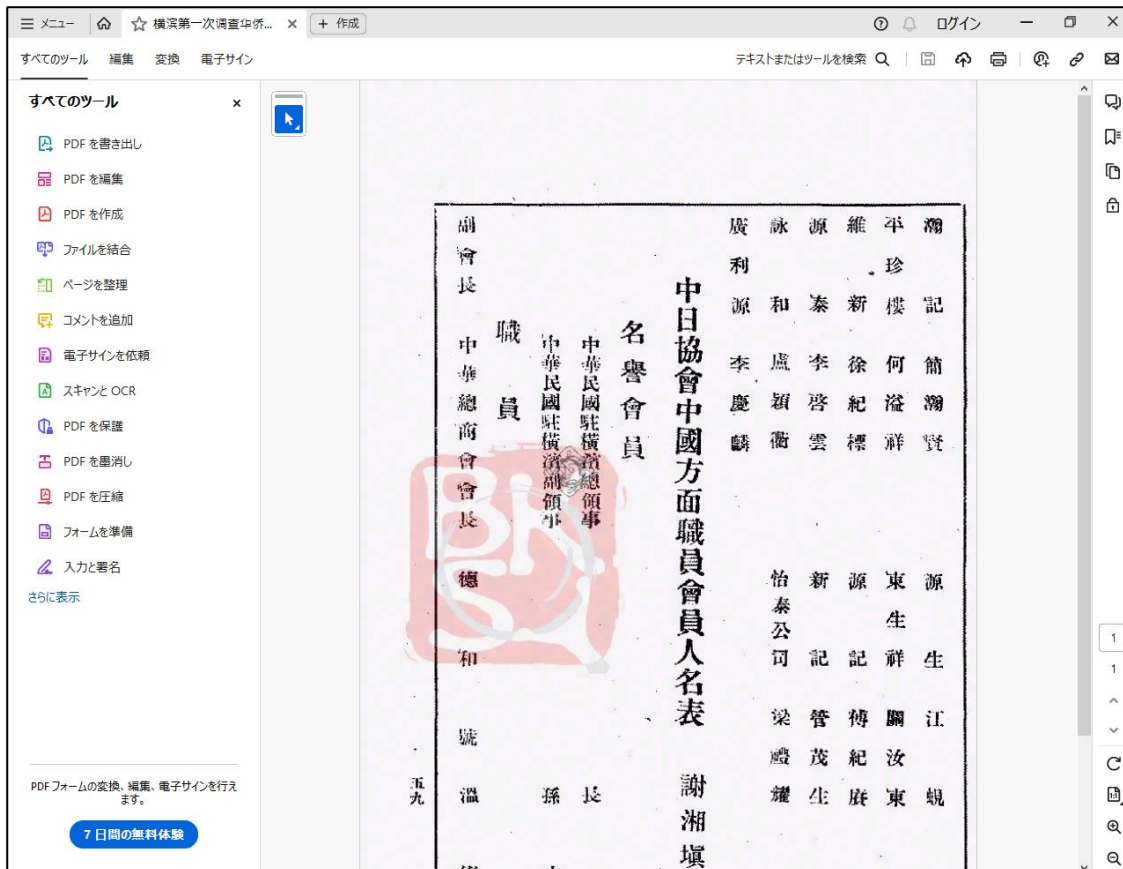 メニュー
横滨第一次调查华侨...
+ 作成
ログイン
すべてのツール
編集
変換
電子サイン
テキストまたはツールを検索
すべてのツール
PDF を書き出し
PDF を編集
PDF を作成
ファイルを結合
ページを整理
コメントを追加
電子サインを依頼
スキャンと OCR
PDF を保護
PDF を墨消し
PDF を圧縮
フォームを準備
入力と署名
さらに表示
PDF フォームの変換、編集、電子サインを行え
ます。
7 日間の無料体験
瀚記 簡瀚賢 源生 江蜆
平珍樓 何溢祥 東生祥 關汝東
維新 徐紀標 源記 傅紀賡
源泰 李啓雲 新記 管茂生
詠和 盧穎衢 怡泰公司 梁禮耀
廣利源 李慶麟
中日協會中國方面職員會員人名表 謝湘塡
名譽會員
中華民國駐橫濱總領事 長
中華民國駐橫濱副領事 孫
職員
副會長 中華總商會會長 德和號 溫
五九
BKSJ
1
1